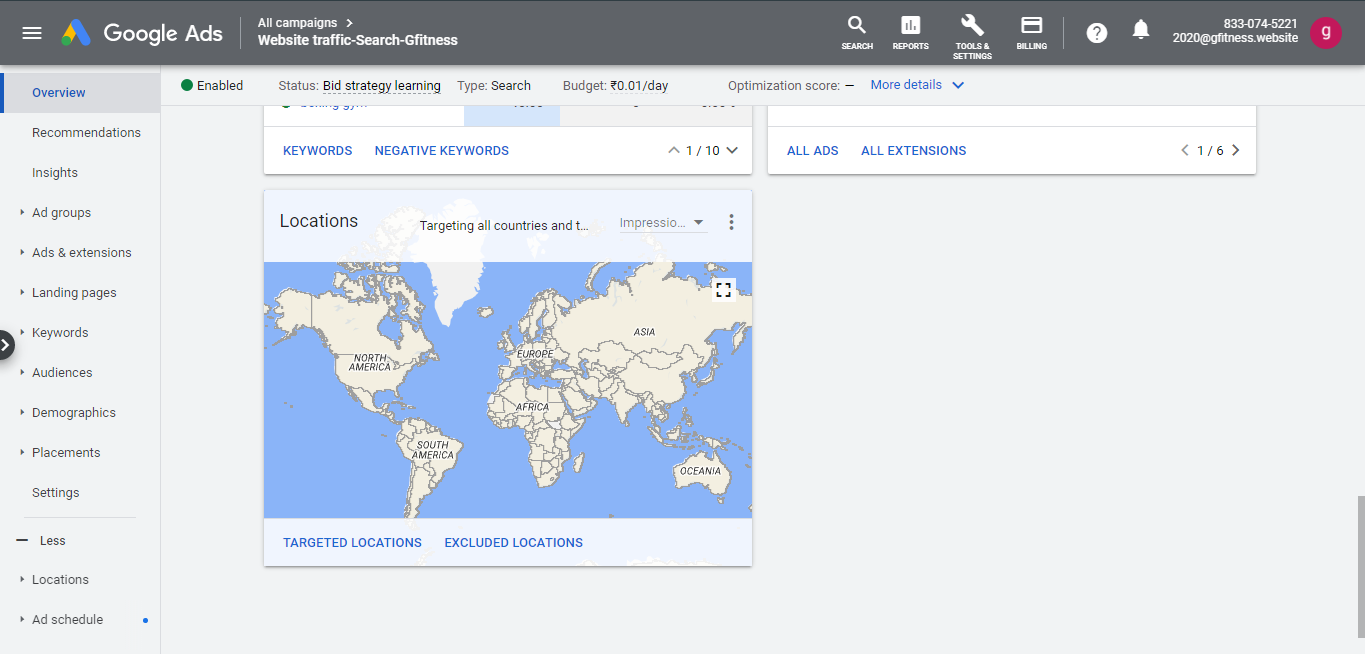 Google Ads
All campaigns
Website traffic-Search-Gfitness
SEARCH
REPORTS
TOOLS &
SETTINGS
BILLING
833-074-5221
2020@gfitness.website
g
Overview
Recommendations
Insights
Ad groups
Ads & extensions
Landing pages
Keywords
Audiences
Demographics
Placements
Settings
Less
Locations
Ad schedule
Enabled
Status: Bid strategy learning
Type: Search
Budget: ₹0.01/day
Optimization score: —
More details
KEYWORDS
NEGATIVE KEYWORDS
1 / 10
ALL ADS
ALL EXTENSIONS
1 / 6
Locations
Targeting all countries and t...
Impressio...
ASIA
EUROPE
NORTH
AMERICA
AFRICA
SOUTH
AMERICA
OCEANIA
TARGETED LOCATIONS
EXCLUDED LOCATIONS